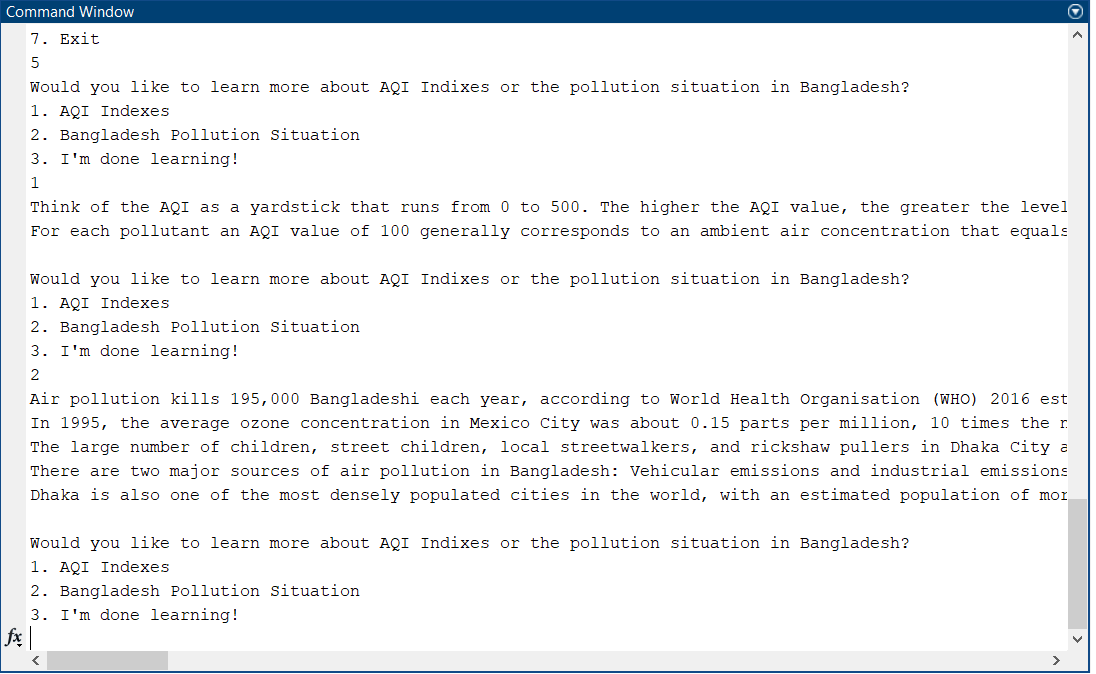 Command Window
7. Exit
5
Would you like to learn more about AQI Indixes or the pollution situation in Bangladesh?
1. AQI Indexes
2. Bangladesh Pollution Situation
3. I'm done learning!
1
Think of the AQI as a yardstick that runs from 0 to 500. The higher the AQI value, the greater the level
For each pollutant an AQI value of 100 generally corresponds to an ambient air concentration that equals
Would you like to learn more about AQI Indixes or the pollution situation in Bangladesh?
1. AQI Indexes
2. Bangladesh Pollution Situation
3. I'm done learning!
2
Air pollution kills 195,000 Bangladeshi each year, according to World Health Organisation (WHO) 2016 est
In 1995, the average ozone concentration in Mexico City was about 0.15 parts per million, 10 times the
The large number of children, street children, local streetwalkers, and rickshaw pullers in Dhaka City a
There are two major sources of air pollution in Bangladesh: Vehicular emissions and industrial emissions
Dhaka is also one of the most densely populated cities in the world, with an estimated population of mor
Would you like to learn more about AQI Indixes or the pollution situation in Bangladesh?
1. AQI Indexes
2. Bangladesh Pollution Situation
3. I'm done learning!
fx